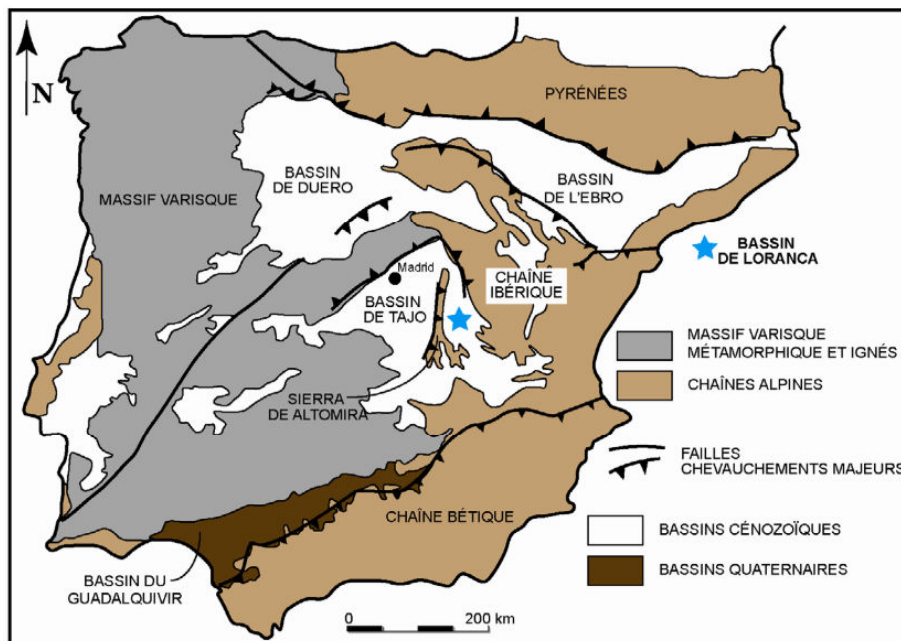 N
PYRÉNÉES
BASSIN
DE DUERO
BASSIN
DE L'EBRO
MASSIF VARISQUE
BASSIN
DE LORANCA
Madrid
CHAÎNE
IBÉRIQUE
BASSIN
DE TAJO
MASSIF VARISQUE
MÉTAMORPHIQUE ET IGNÉS
CHAÎNES ALPINES
SIERRA
DE ALTOMIRA
FAILLES
CHEVAUCHEMENTS MAJEURS
CHAÎNE BÉTIQUE
BASSINS CÉNOZOÏQUES
BASSINS QUATERNAIRES
BASSIN DU
GUADALQUIVIR
0 200 km